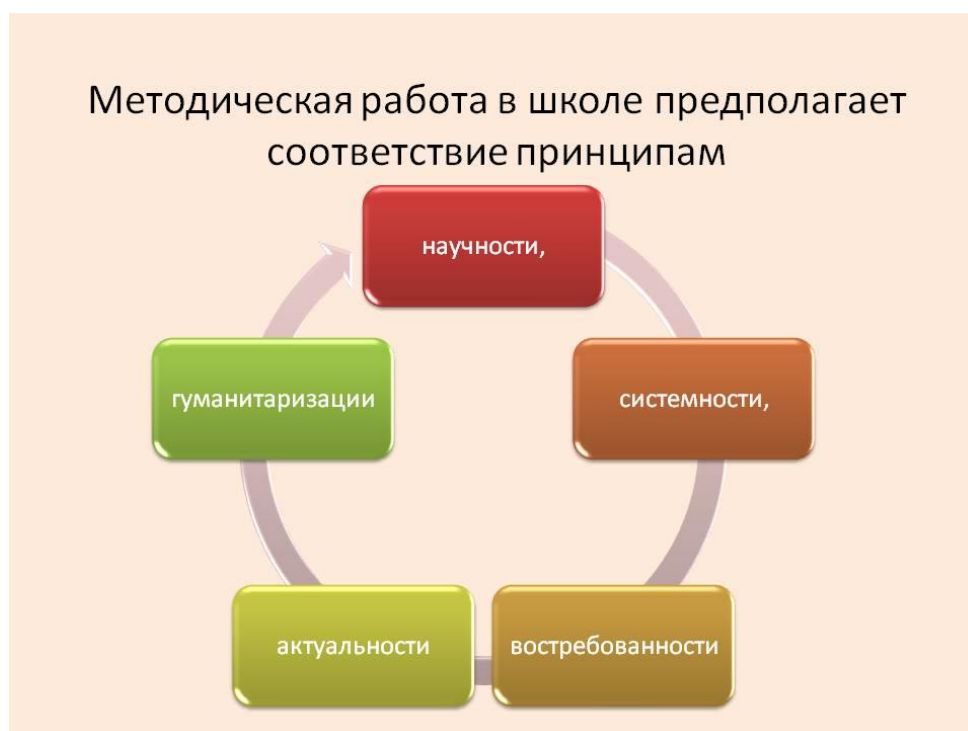 Методическая работа в школе предполагает
соответствие принципам
научности,
системности,
востребованности
актуальности
гуманитаризации